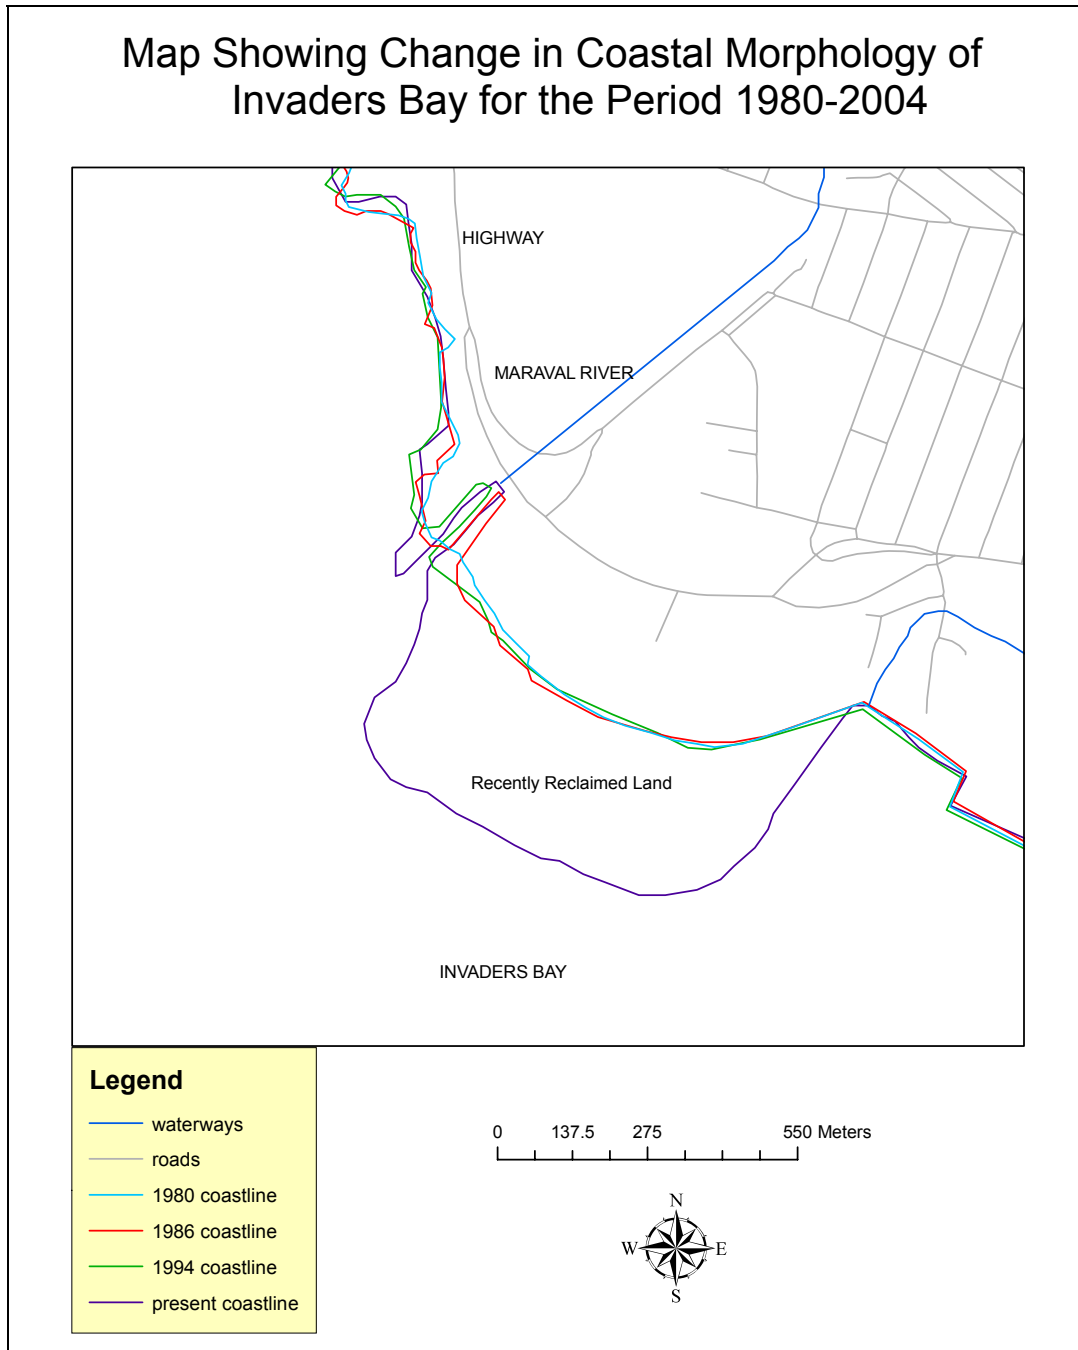 Map Showing Change in Coastal Morphology of
Invaders Bay for the Period 1980-2004
HIGHWAY
MARAVAL RIVER
Recently Reclaimed Land
INVADERS BAY
Legend
waterways
roads
1980 coastline
1986 coastline
1994 coastline
present coastline
0 137.5 275 550 Meters
N
W E
S